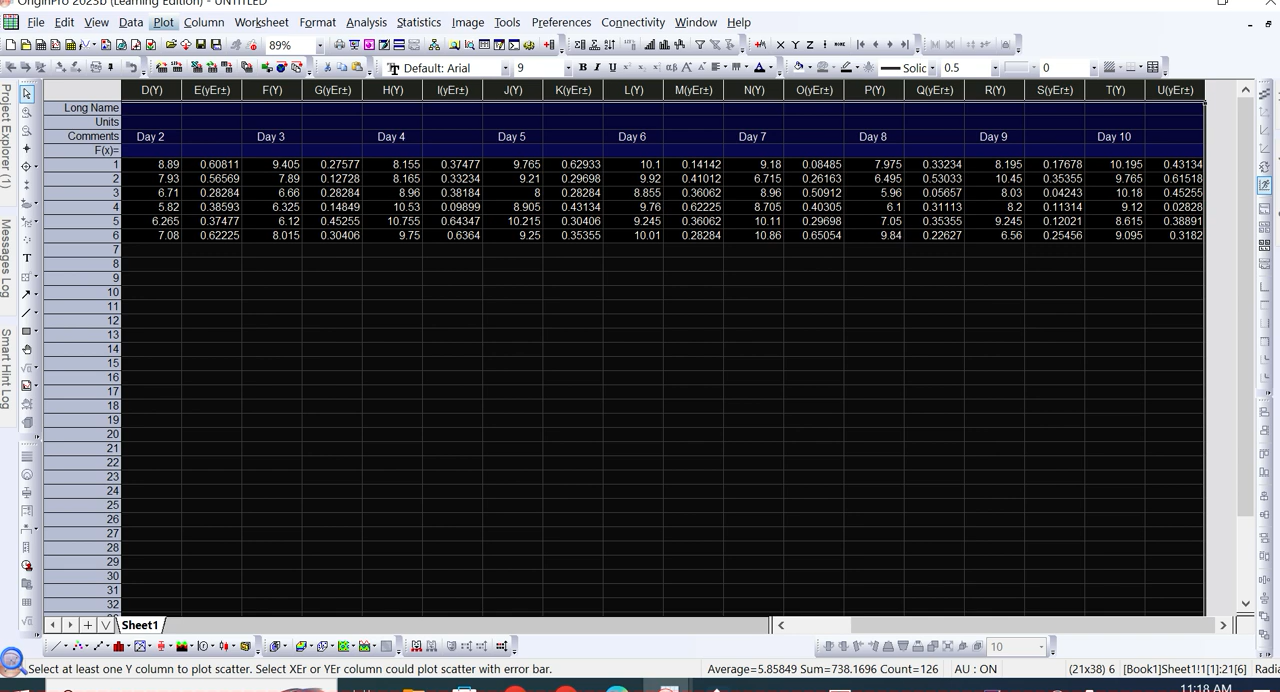 OriginPro 2023b (Learning Edition) - UNTITLED
File Edit View Data Plot Column Worksheet Format Analysis Statistics Image Tools Preferences Connectivity Window Help
89%
Default: Arial 9 B I U Solic 0.5 0
Project Explorer (1)
Messages Log
Smart Hint Log
D(Y) E(yEr±) F(Y) G(yEr±) H(Y) I(yEr±) J(Y) K(yEr±) L(Y) M(yEr±) N(Y) O(yEr±) P(Y) Q(yEr±) R(Y) S(yEr±) T(Y) U(yEr±)
Long Name
Units
Comments Day 2 Day 3 Day 4 Day 5 Day 6 Day 7 Day 8 Day 9 Day 10
F(x)=
1 8.89 0.60811 9.405 0.27577 8.155 0.37477 9.765 0.62933 10.1 0.14142 9.18 0.08485 7.975 0.33234 8.195 0.17678 10.195 0.43134
2 7.93 0.56569 7.89 0.12728 8.165 0.33234 9.21 0.29698 9.92 0.41012 6.715 0.26163 6.495 0.53033 10.45 0.35355 9.765 0.61518
3 6.71 0.28284 6.66 0.28284 8.96 0.38184 8 0.28284 8.855 0.36062 8.96 0.50912 5.96 0.05657 8.03 0.04243 10.18 0.45255
4 5.82 0.38593 6.325 0.14849 10.53 0.09899 8.905 0.43134 9.76 0.62225 8.705 0.40305 6.1 0.31113 8.2 0.11314 9.12 0.02828
5 6.265 0.37477 6.12 0.45255 10.755 0.64347 10.215 0.30406 9.245 0.36062 10.11 0.29698 7.05 0.35355 9.245 0.12021 8.615 0.38891
6 7.08 0.62225 8.015 0.30406 9.75 0.6364 9.25 0.35355 10.01 0.28284 10.86 0.65054 9.84 0.22627 6.56 0.25456 9.095 0.3182
7
8
9
10
11
12
13
14
15
16
17
18
19
20
21
22
23
24
25
26
27
28
29
30
31
32
Sheet1
10
Select at least one Y column to plot scatter. Select XEr or YEr column could plot scatter with error bar. Average=5.85849 Sum=738.1696 Count=126 AU : ON (21x38) 6 [Book1]Sheet1!1[1]:21[6] Radia
11:18 AM